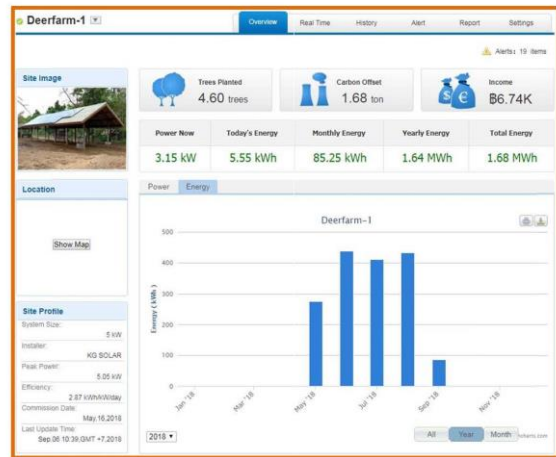 Deerfarm-1
Overview
Real Time
History
Alert
Report
Settings
Alerts: 19 items
Site Image
Trees Planted
4.60 trees
Carbon Offset
1.68 ton
Income
฿6.74K
Power Now
Today's Energy
Monthly Energy
Yearly Energy
Total Energy
3.15 kW
5.55 kWh
85.25 kWh
1.64 MWh
1.68 MWh
Location
Show Map
Power
Energy
Deerfarm-1
Energy ( kWh )
500
400
300
200
100
0
Jan '18
Mar '18
May '18
Jul '18
Sep '18
Nov '18
2018
All
Year
Month
Site Profile
System Size:
5 kW
Installer:
KG SOLAR
Peak Power:
5.05 kW
Efficiency:
2.87 kWh/kW/day
Commission Date:
May,16,2018
Last Update Time:
Sep,06 10:39,GMT +7,2018